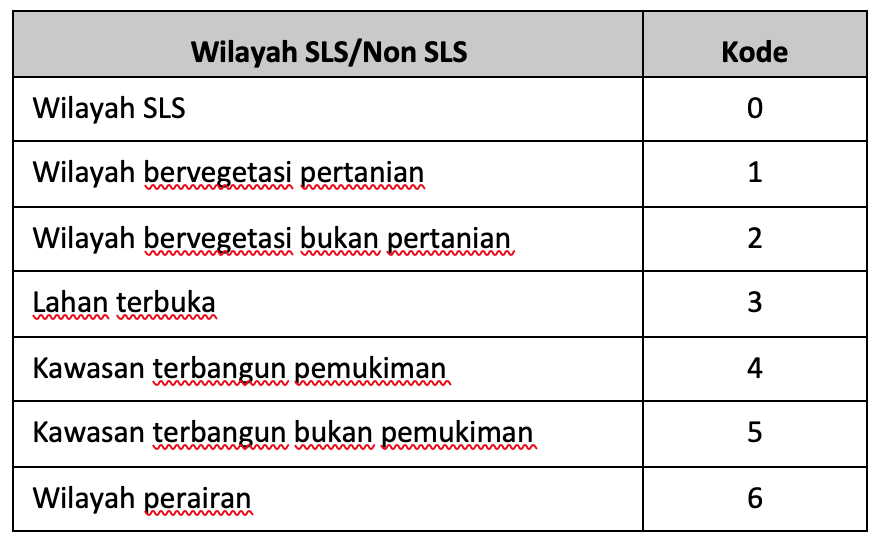 Wilayah SLS/Non SLS Kode
Wilayah SLS 0
Wilayah bervegetasi pertanian 1
Wilayah bervegetasi bukan pertanian 2
Lahan terbuka 3
Kawasan terbangun pemukiman 4
Kawasan terbangun bukan pemukiman 5
Wilayah perairan 6